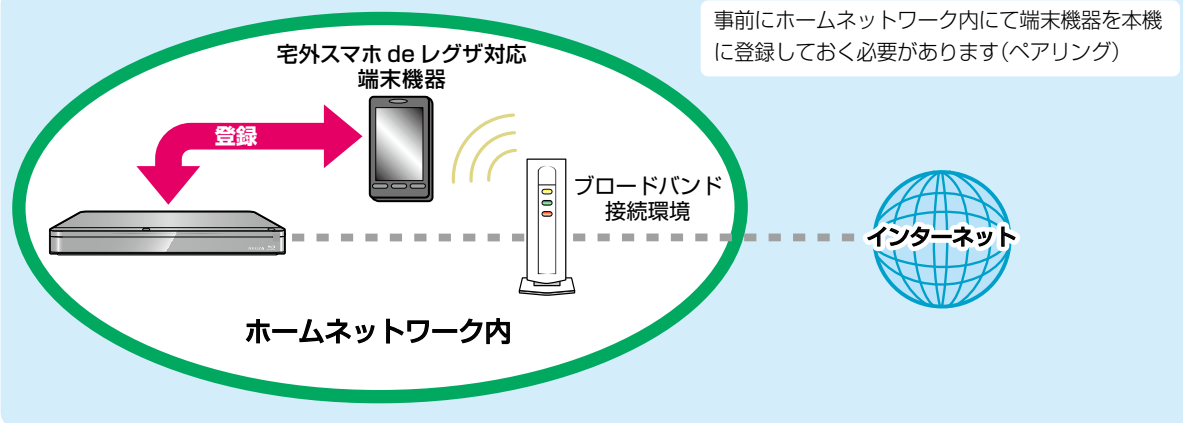 事前にホームネットワーク内にて端末機器を本機
に登録しておく必要があります（ペアリング）
宅外スマホ de レグザ対応
端末機器
登録
ブロードバンド
接続環境
インターネット
ホームネットワーク内